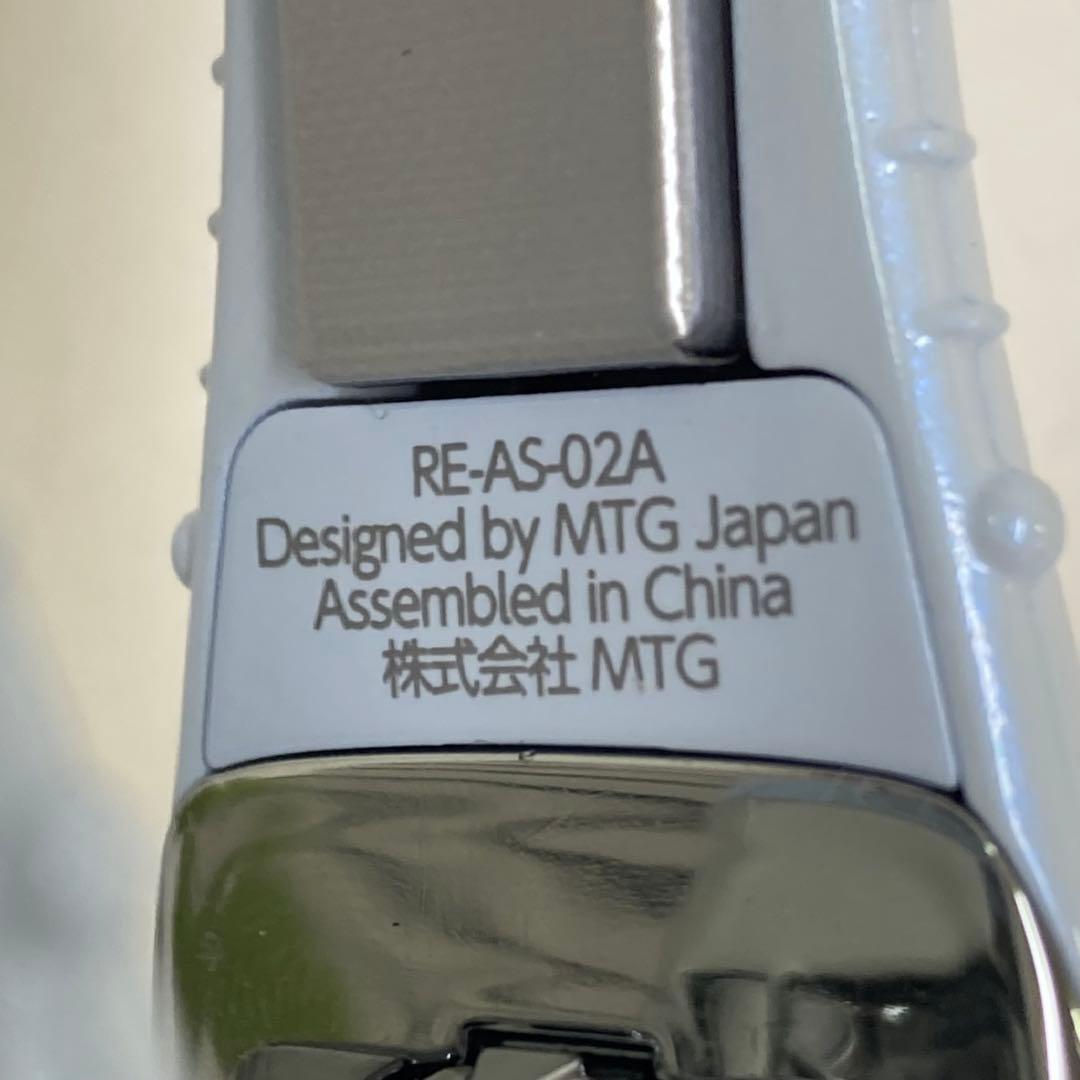 RE-AS-02A
Designed by MTG Japan
Assembled in China
株式会社 MTG